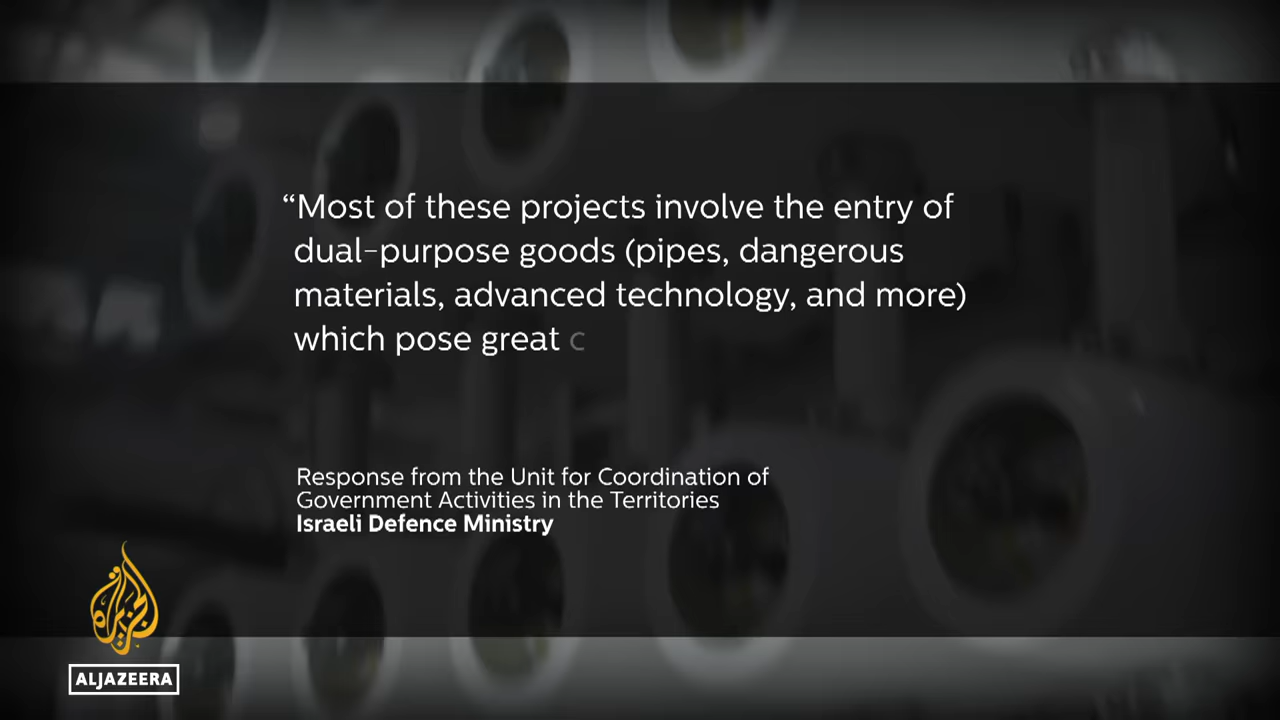 “Most of these projects involve the entry of
dual-purpose goods (pipes, dangerous
materials, advanced technology, and more)
which pose great c
Response from the Unit for Coordination of
Government Activities in the Territories
Israeli Defence Ministry
الجزيرة
ALJAZEERA